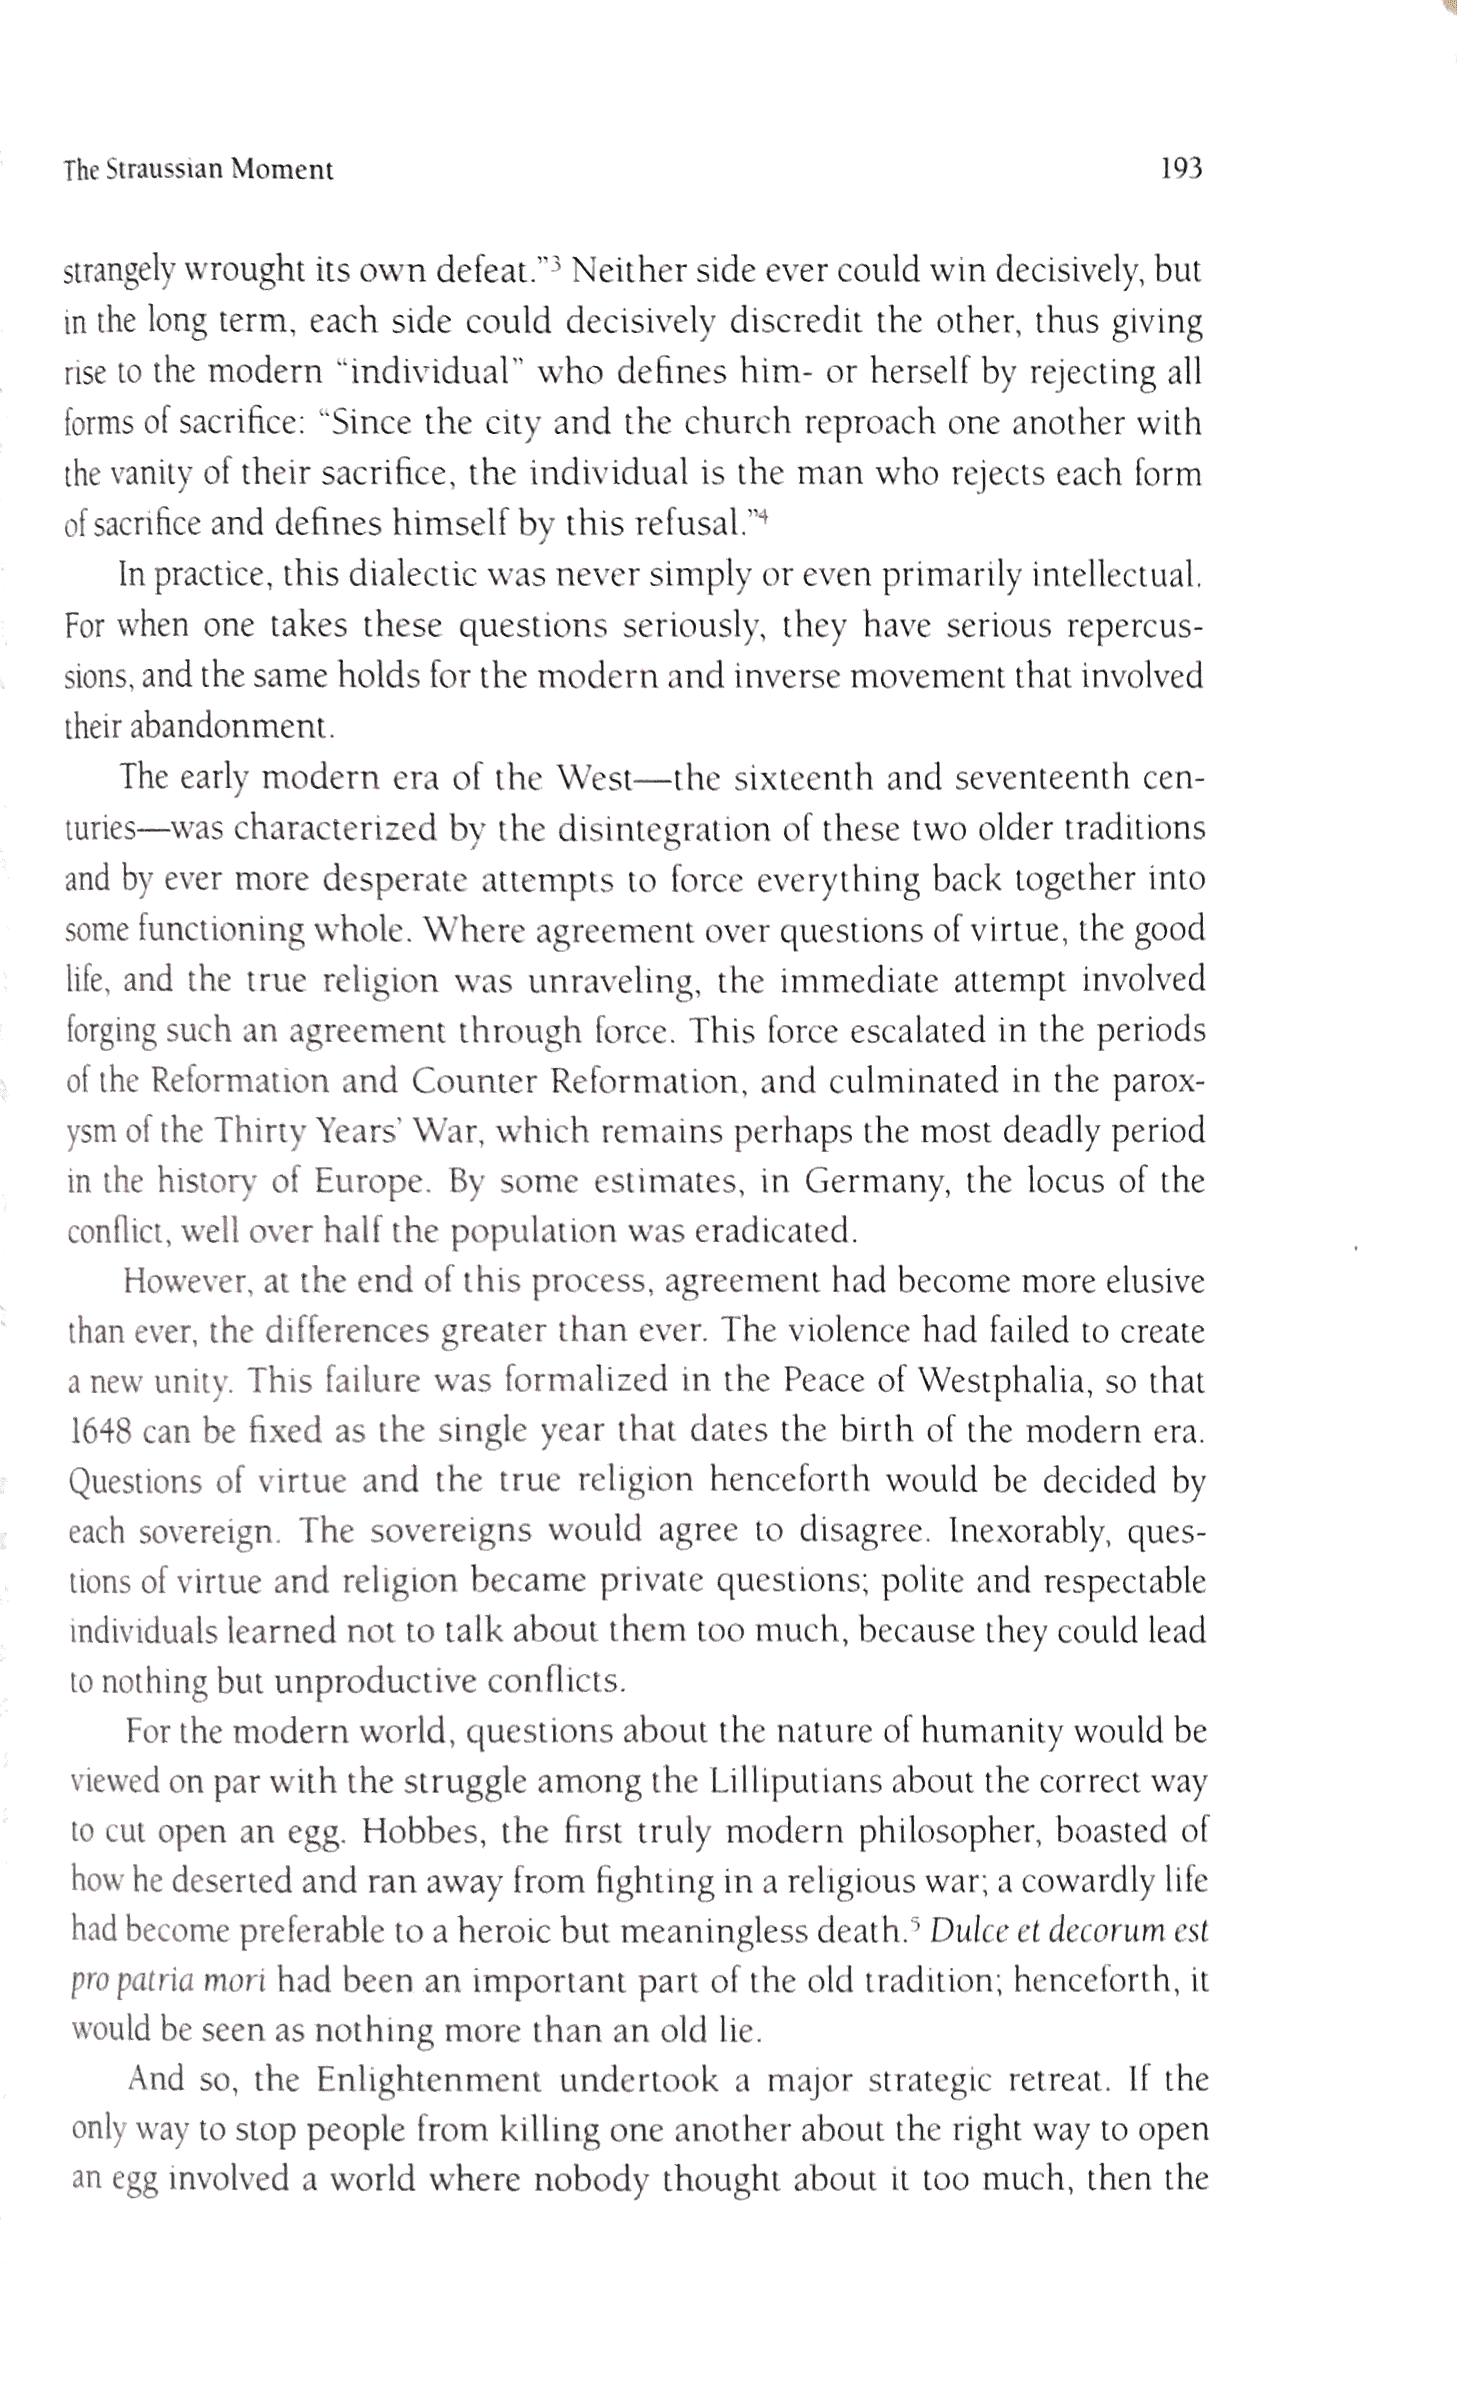 The Straussian Moment 193
strangely wrought its own defeat.”³ Neither side ever could win decisively, but
in the long term, each side could decisively discredit the other, thus giving
rise to the modern “individual” who defines him- or herself by rejecting all
forms of sacrifice: “Since the city and the church reproach one another with
the vanity of their sacrifice, the individual is the man who rejects each form
of sacrifice and defines himself by this refusal.”⁴
In practice, this dialectic was never simply or even primarily intellectual.
For when one takes these questions seriously, they have serious repercus-
sions, and the same holds for the modern and inverse movement that involved
their abandonment.
The early modern era of the West—the sixteenth and seventeenth cen-
turies—was characterized by the disintegration of these two older traditions
and by ever more desperate attempts to force everything back together into
some functioning whole. Where agreement over questions of virtue, the good
life, and the true religion was unraveling, the immediate attempt involved
forging such an agreement through force. This force escalated in the periods
of the Reformation and Counter Reformation, and culminated in the parox-
ysm of the Thirty Years’ War, which remains perhaps the most deadly period
in the history of Europe. By some estimates, in Germany, the locus of the
conflict, well over half the population was eradicated.
However, at the end of this process, agreement had become more elusive
than ever, the differences greater than ever. The violence had failed to create
a new unity. This failure was formalized in the Peace of Westphalia, so that
1648 can be fixed as the single year that dates the birth of the modern era.
Questions of virtue and the true religion henceforth would be decided by
each sovereign. The sovereigns would agree to disagree. Inexorably, ques-
tions of virtue and religion became private questions; polite and respectable
individuals learned not to talk about them too much, because they could lead
to nothing but unproductive conflicts.
For the modern world, questions about the nature of humanity would be
viewed on par with the struggle among the Lilliputians about the correct way
to cut open an egg. Hobbes, the first truly modern philosopher, boasted of
how he deserted and ran away from fighting in a religious war; a cowardly life
had become preferable to a heroic but meaningless death.⁵ Dulce et decorum est
pro patria mori had been an important part of the old tradition; henceforth, it
would be seen as nothing more than an old lie.
And so, the Enlightenment undertook a major strategic retreat. If the
only way to stop people from killing one another about the right way to open
an egg involved a world where nobody thought about it too much, then the